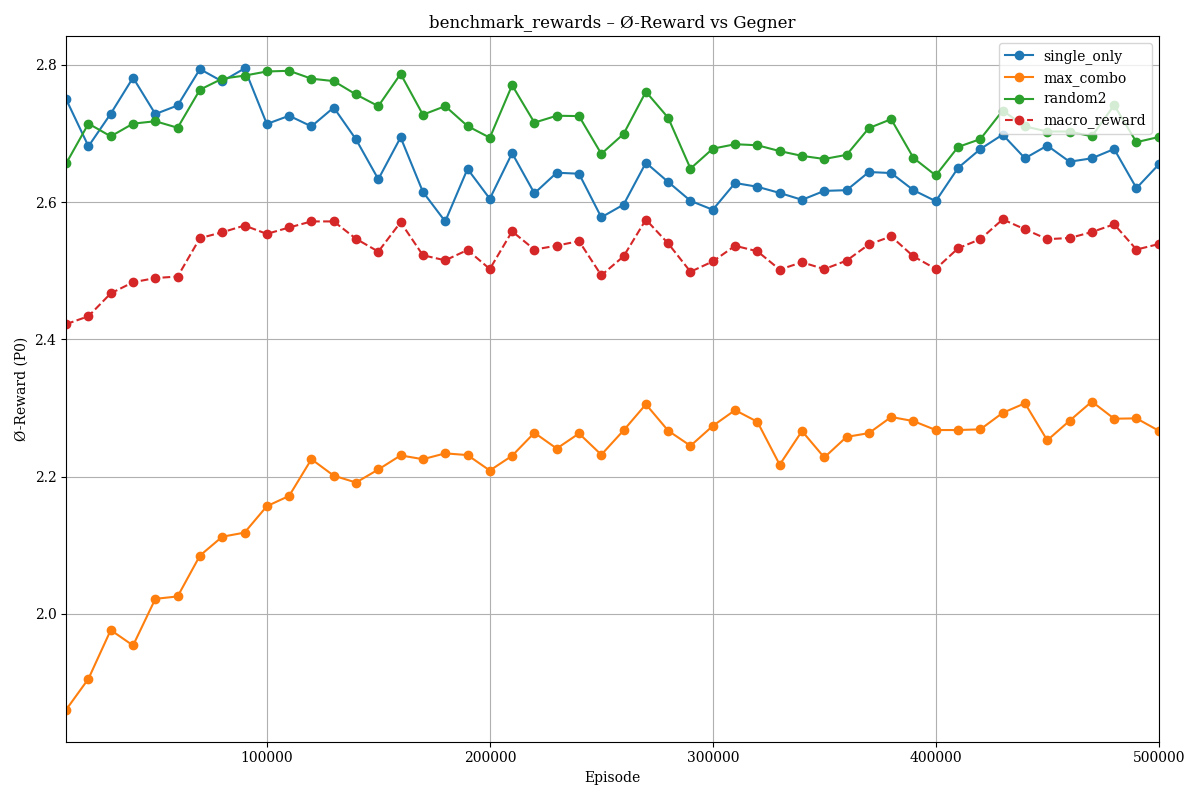 benchmark_rewards – Ø-Reward vs Gegner
single_only
max_combo
random2
macro_reward
Ø-Reward (P0)
2.8
2.6
2.4
2.2
2.0
100000 200000 300000 400000 500000
Episode